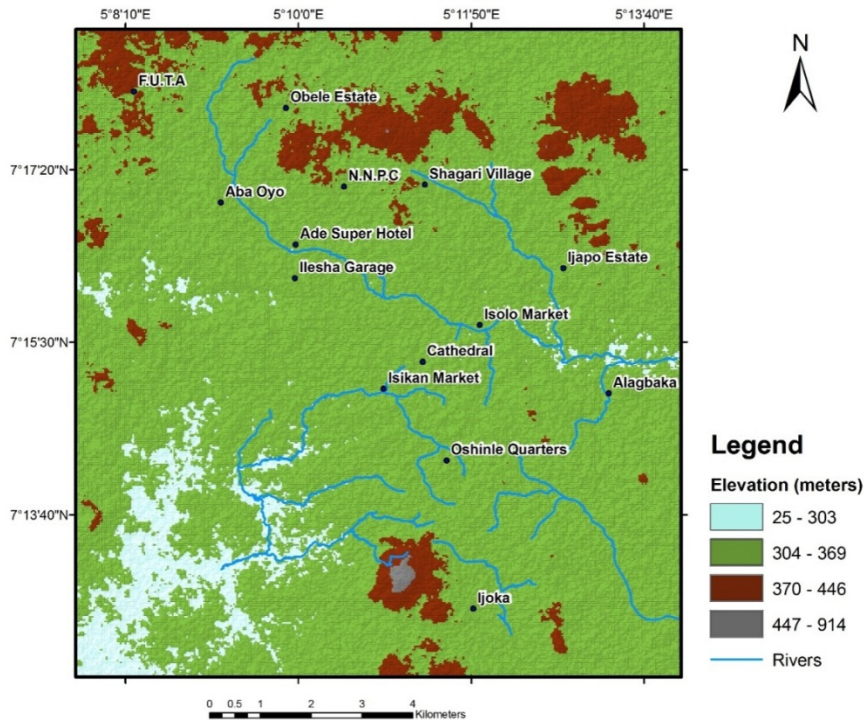 5°8'10"E 5°10'0"E 5°11'50"E 5°13'40"E
N
F.U.T.A
Obele Estate
7°17'20"N
N.N.P.C
Shagari Village
Aba Oyo
Ade Super Hotel
Ijapo Estate
Ilesha Garage
Isolo Market
7°15'30"N
Cathedral
Isikan Market
Alagbaka
Oshinle Quarters
7°13'40"N
Ijoka
Legend
Elevation (meters)
25 - 303
304 - 369
370 - 446
447 - 914
Rivers
0 0.5 1 2 3 4
Kilometers